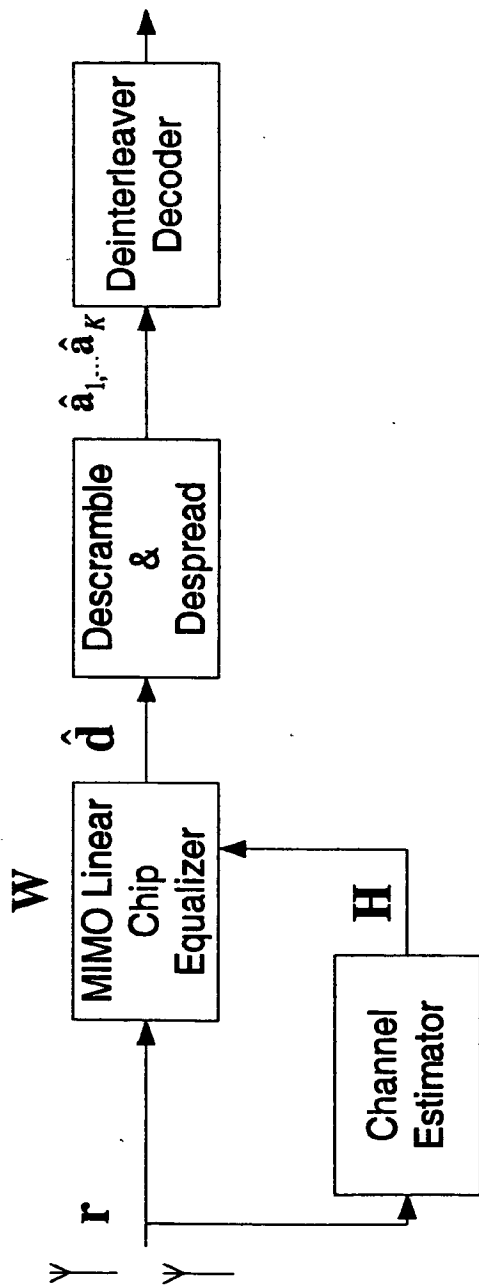 r
W
MIMO Linear
Chip
Equalizer
d̂
Descramble
&
Despread
â₁,...âK
Deinterleaver
Decoder
Channel
Estimator
H